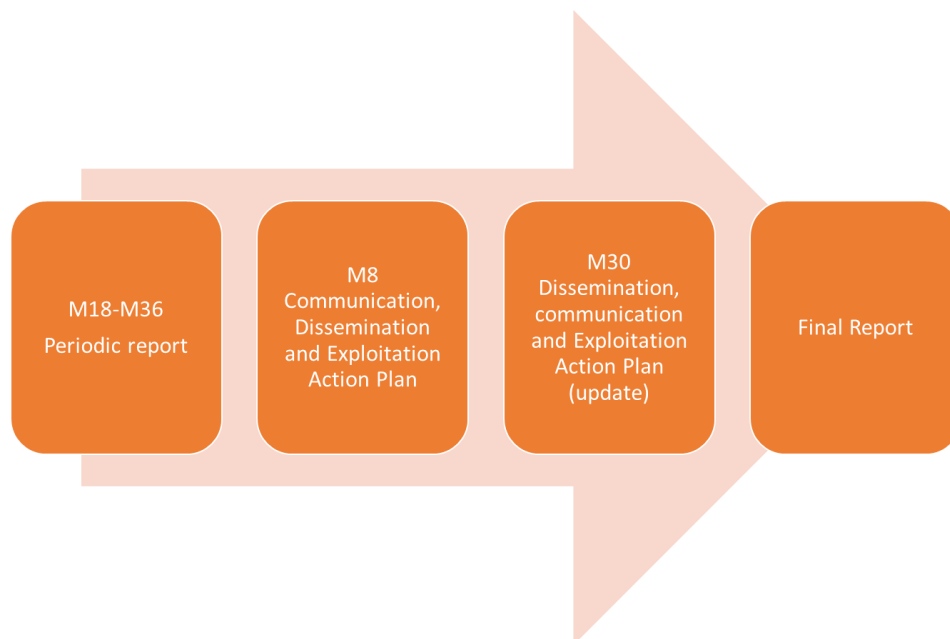 M18-M36
Periodic report
M8
Communication,
Dissemination
and Exploitation
Action Plan
M30
Dissemination,
communication
and Exploitation
Action Plan
(update)
Final Report